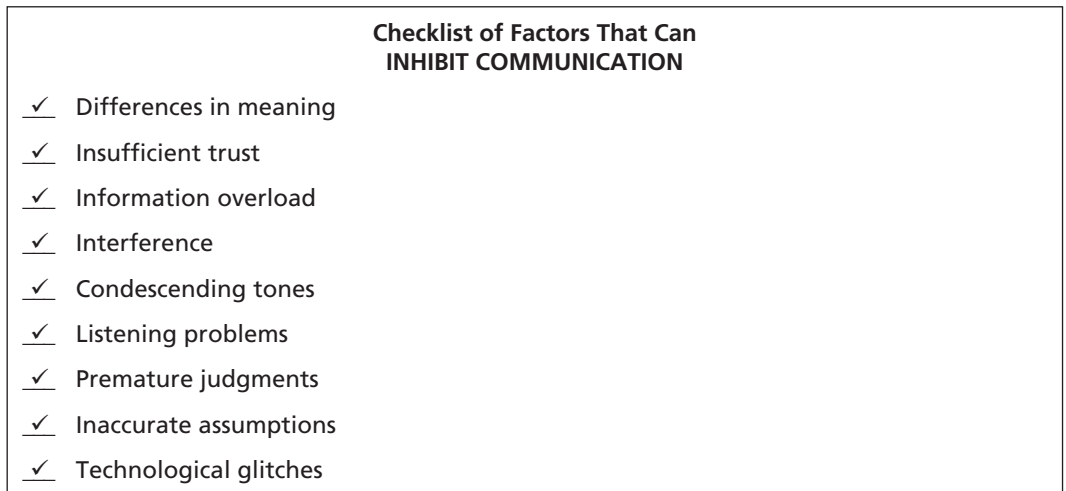 Checklist of Factors That Can
INHIBIT COMMUNICATION
✓ Differences in meaning
✓ Insufficient trust
✓ Information overload
✓ Interference
✓ Condescending tones
✓ Listening problems
✓ Premature judgments
✓ Inaccurate assumptions
✓ Technological glitches